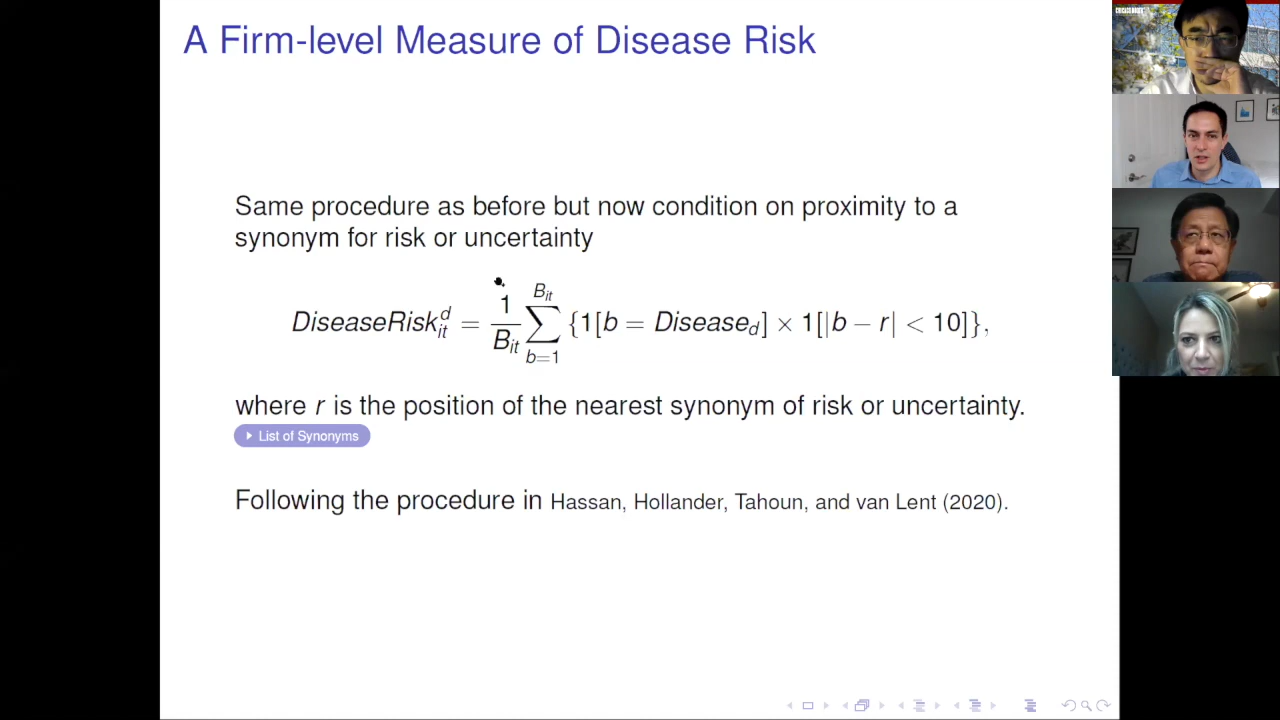 A Firm-level Measure of Disease Risk
Same procedure as before but now condition on proximity to a
synonym for risk or uncertainty
DiseaseRisk^d_it = 1/B_it ∑_{b=1}^{B_it} {1[b = Disease_d] × 1[|b − r| < 10]},
where r is the position of the nearest synonym of risk or uncertainty.
List of Synonyms
Following the procedure in Hassan, Hollander, Tahoun, and van Lent (2020).